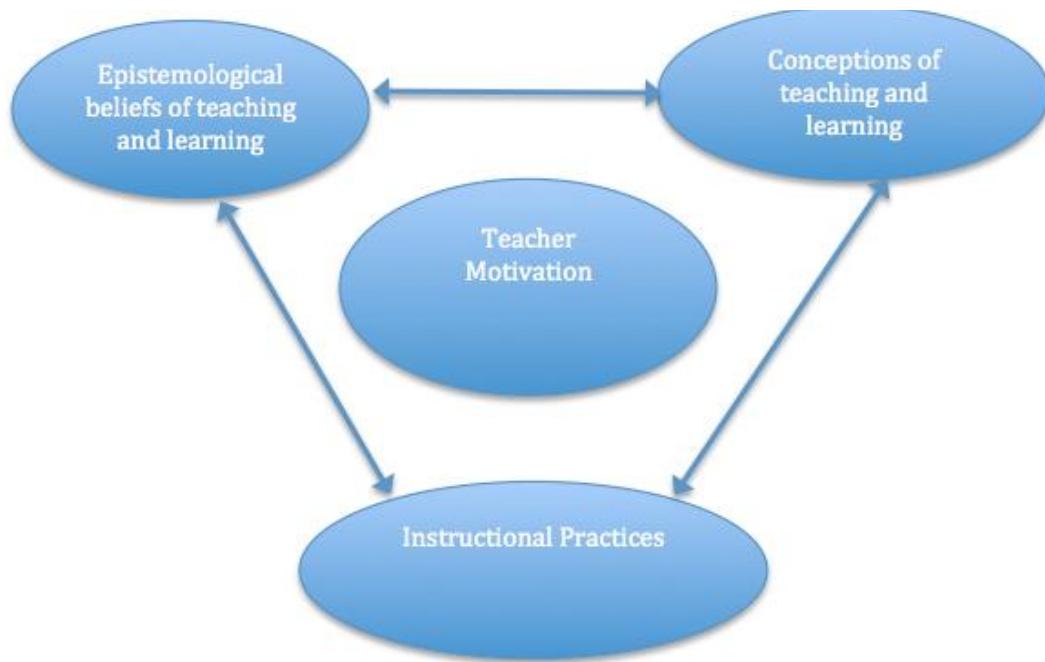 Epistemological
beliefs of teaching
and learning
Conceptions of
teaching and
learning
Teacher
Motivation
Instructional Practices